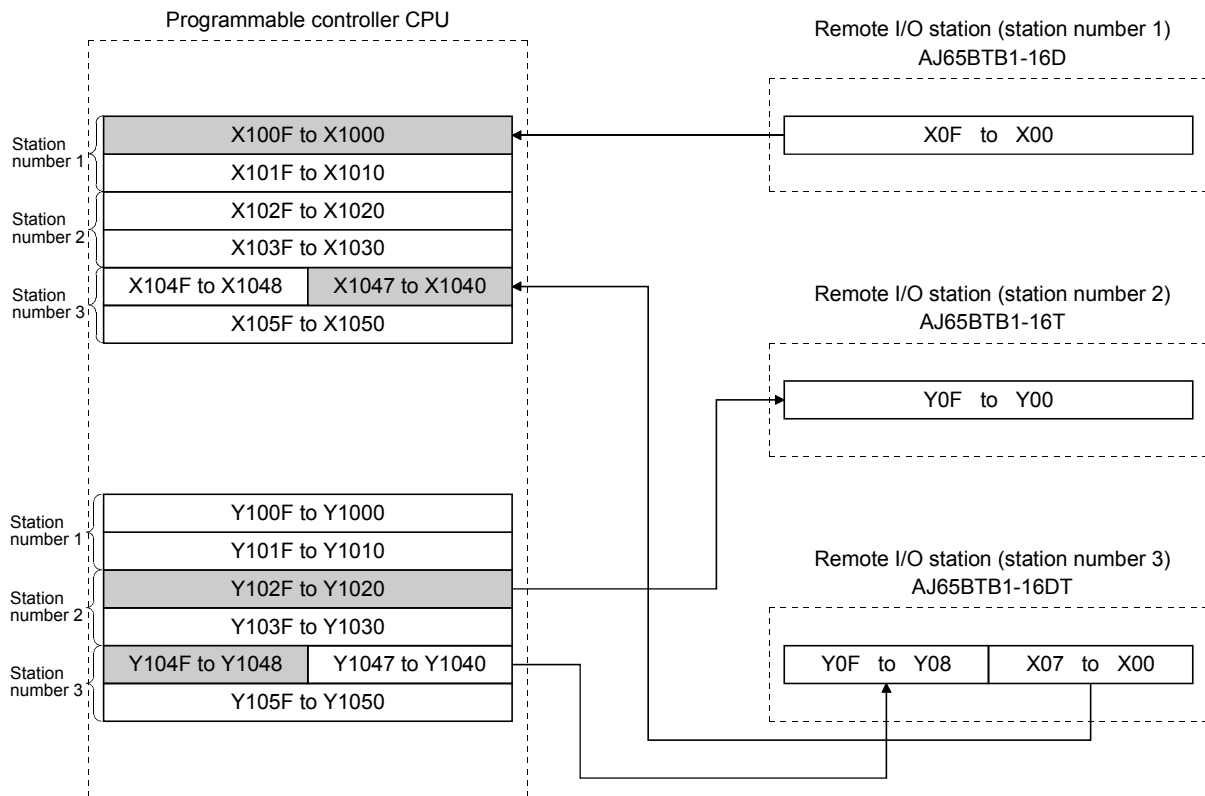 Programmable controller CPU
Station
number 1
X100F to X1000
X101F to X1010
Station
number 2
X102F to X1020
X103F to X1030
Station
number 3
X104F to X1048
X1047 to X1040
X105F to X1050
Station
number 1
Y100F to Y1000
Y101F to Y1010
Station
number 2
Y102F to Y1020
Y103F to Y1030
Station
number 3
Y104F to Y1048
Y1047 to Y1040
Y105F to Y1050
Remote I/O station (station number 1)
AJ65BTB1-16D
X0F to X00
Remote I/O station (station number 2)
AJ65BTB1-16T
Y0F to Y00
Remote I/O station (station number 3)
AJ65BTB1-16DT
Y0F to Y08
X07 to X00